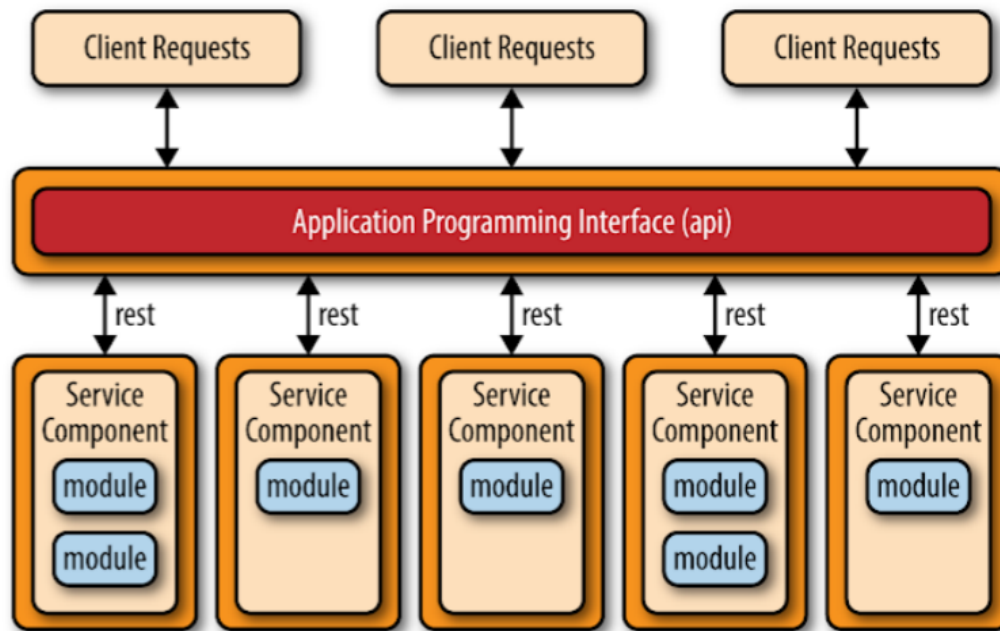 Client Requests
Client Requests
Client Requests
Application Programming Interface (api)
rest
rest
rest
rest
rest
Service
Component
module
module
Service
Component
module
Service
Component
module
Service
Component
module
module
Service
Component
module